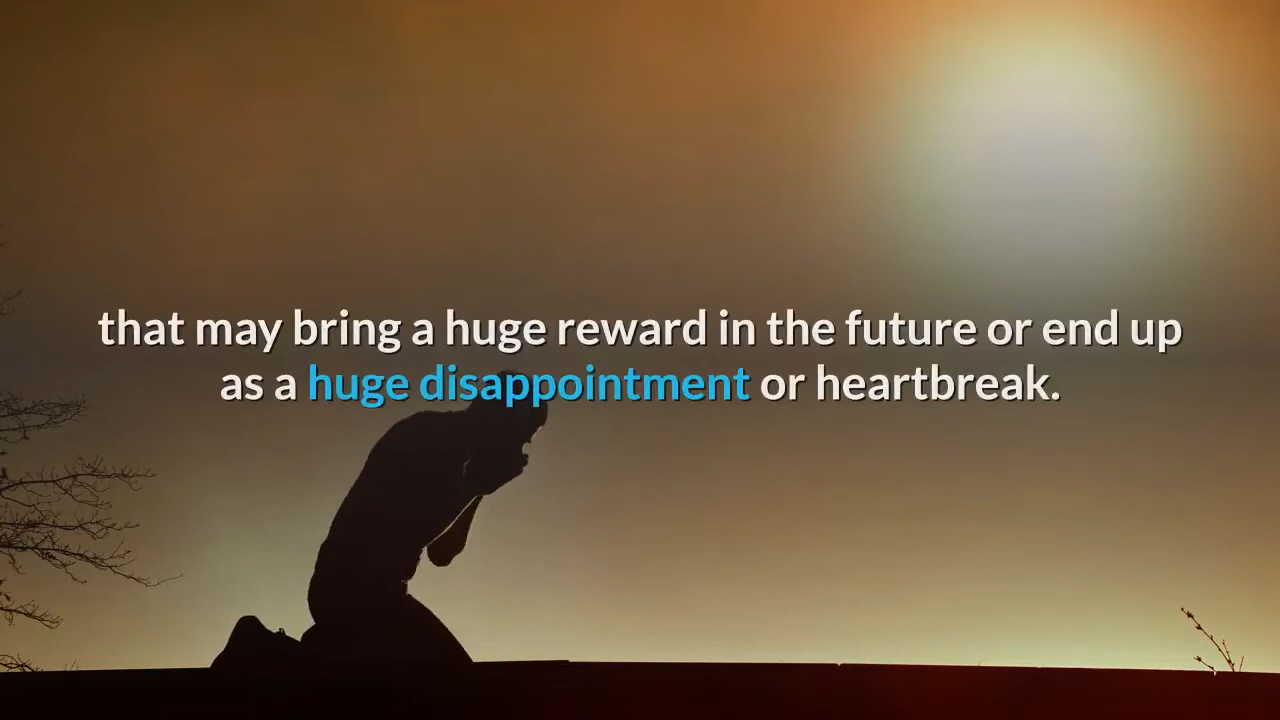 that may bring a huge reward in the future or end up
as a huge disappointment or heartbreak.